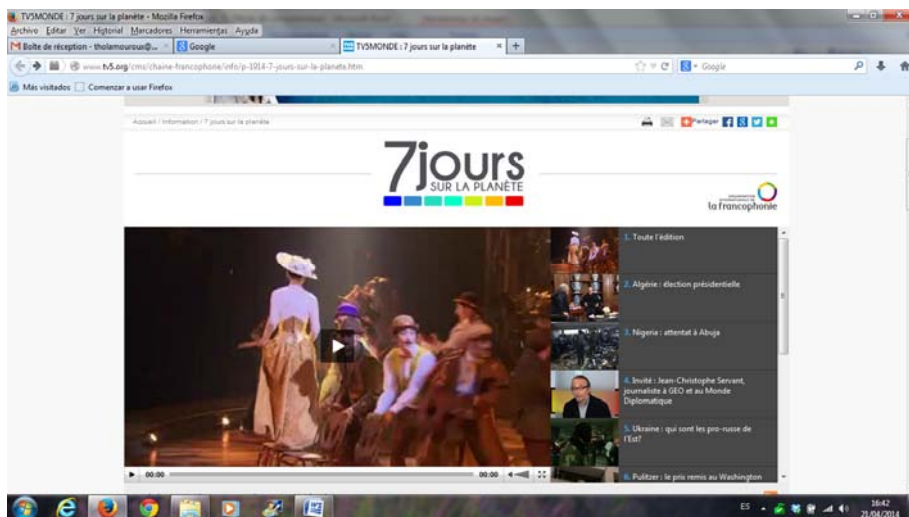 TV5MONDE : 7 jours sur la planète - Mozilla Firefox
Archivo Editar Ver Historial Marcadores Herramientas Ayuda
Boîte de réception - tholamouroux@...
Google
TV5MONDE : 7 jours sur la planète
www.tv5.org/cms/chaine-francophone/info/p-1914-7-jours-sur-la-planete.htm
Google
Más visitados Comenzar a usar Firefox
Accueil / Information / 7 jours sur la planète
Partager
7jours
SUR LA PLANÈTE
ORGANISATION
INTERNATIONALE DE
la francophonie
1. Toute l'édition
2. Algérie : élection présidentielle
3. Nigeria : attentat à Abuja
4. Invité : Jean-Christophe Servant,
journaliste à GEO et au Monde
Diplomatique
5. Ukraine : qui sont les pro-russe de
l'Est?
6. Pulitzer : le prix remis au Washington
00:00
00:00
ES
16:42
21/04/2014